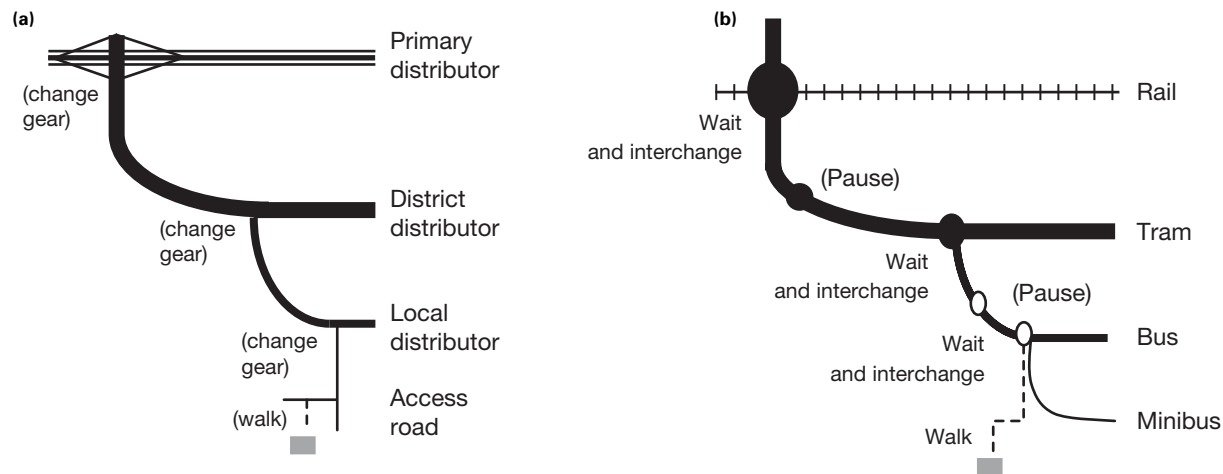 (a)
Primary
distributor
(change
gear)
District
distributor
(change
gear)
Local
distributor
(change
gear)
Access
road
(walk)
(b)
Rail
Wait
and interchange
(Pause)
Tram
Wait
and interchange
(Pause)
Bus
Wait
and interchange
Minibus
Walk